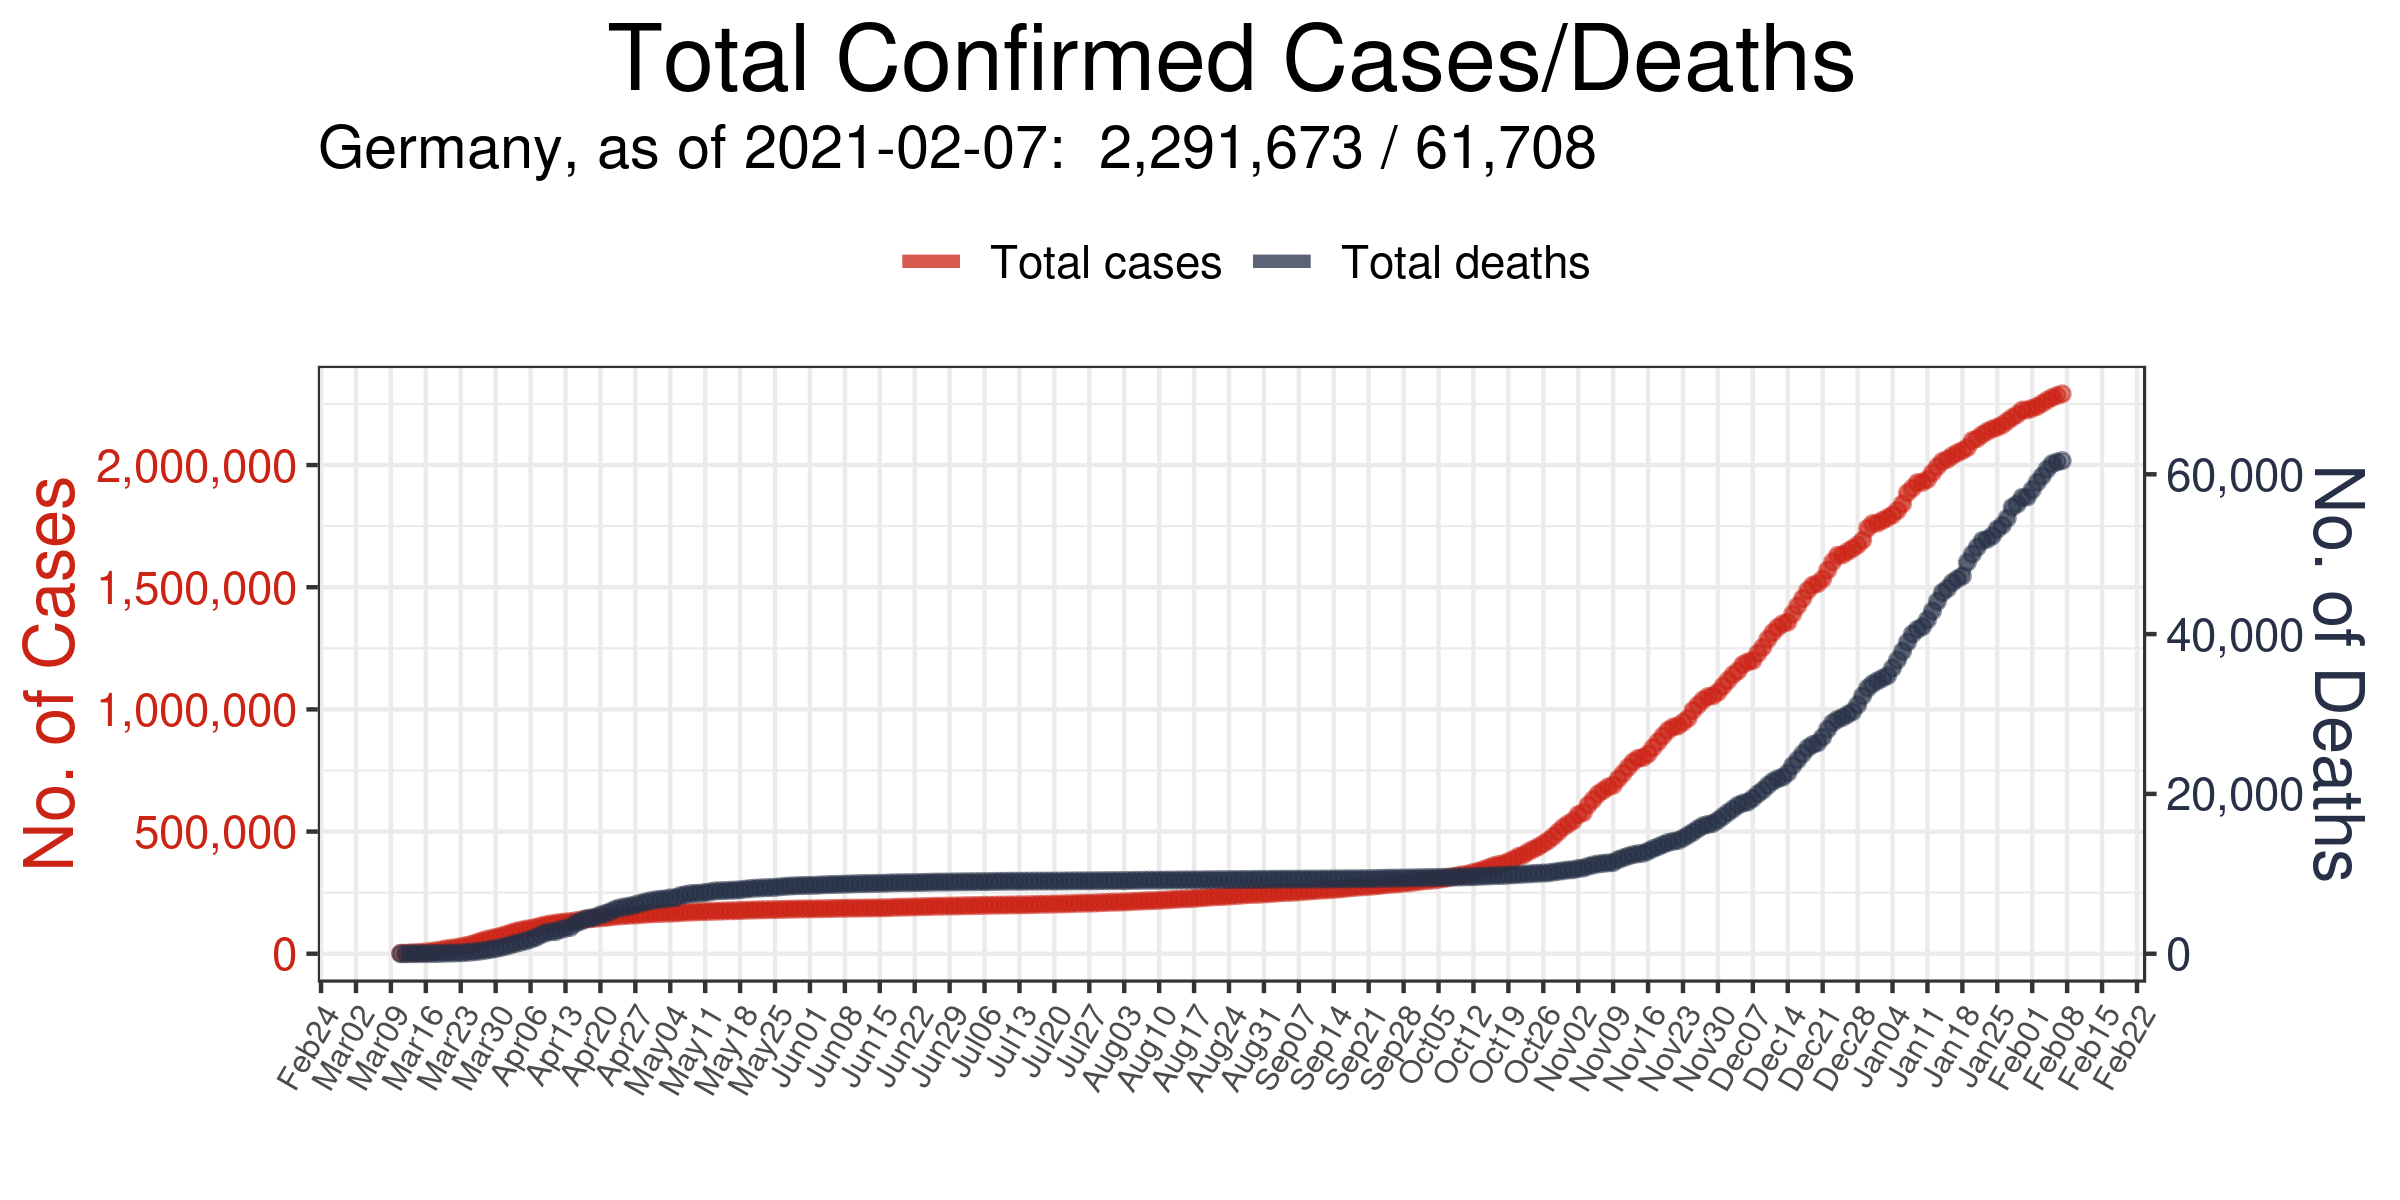 Total Confirmed Cases/Deaths
Germany, as of 2021-02-07: 2,291,673 / 61,708
Total cases
Total deaths
No. of Cases
2,000,000
1,500,000
1,000,000
500,000
0
60,000
40,000
20,000
0
No. of Deaths
Feb24
Mar02
Mar09
Mar16
Mar23
Mar30
Apr06
Apr13
Apr20
Apr27
May04
May11
May18
May25
Jun01
Jun08
Jun15
Jun22
Jun29
Jul06
Jul13
Jul20
Jul27
Aug03
Aug10
Aug17
Aug24
Aug31
Sep07
Sep14
Sep21
Sep28
Oct05
Oct12
Oct19
Oct26
Nov02
Nov09
Nov16
Nov23
Nov30
Dec07
Dec14
Dec21
Dec28
Jan04
Jan11
Jan18
Jan25
Feb01
Feb08
Feb15
Feb22